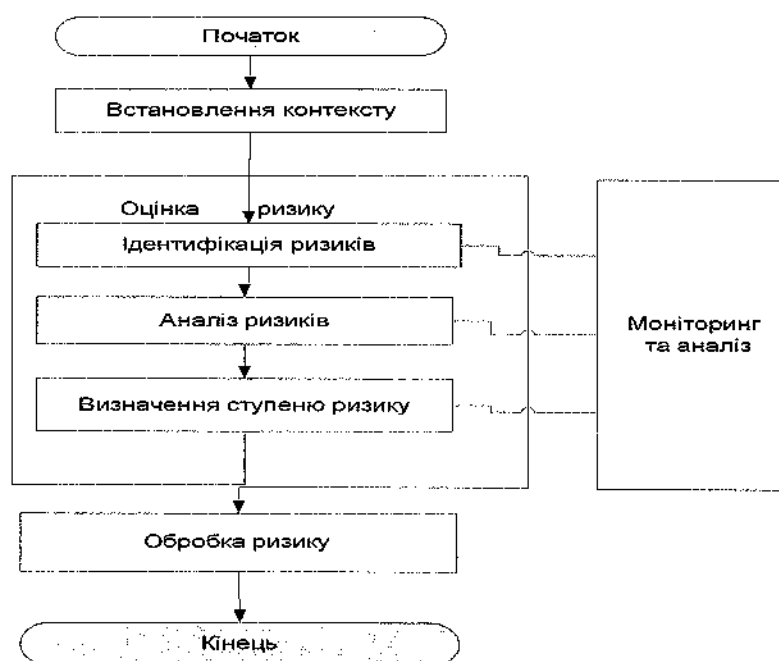 Початок
Встановлення контексту
Оцінка ризику
Ідентифікація ризиків
Аналіз ризиків
Визначення ступеню ризику
Моніторинг
та аналіз
Обробка ризику
Кінець